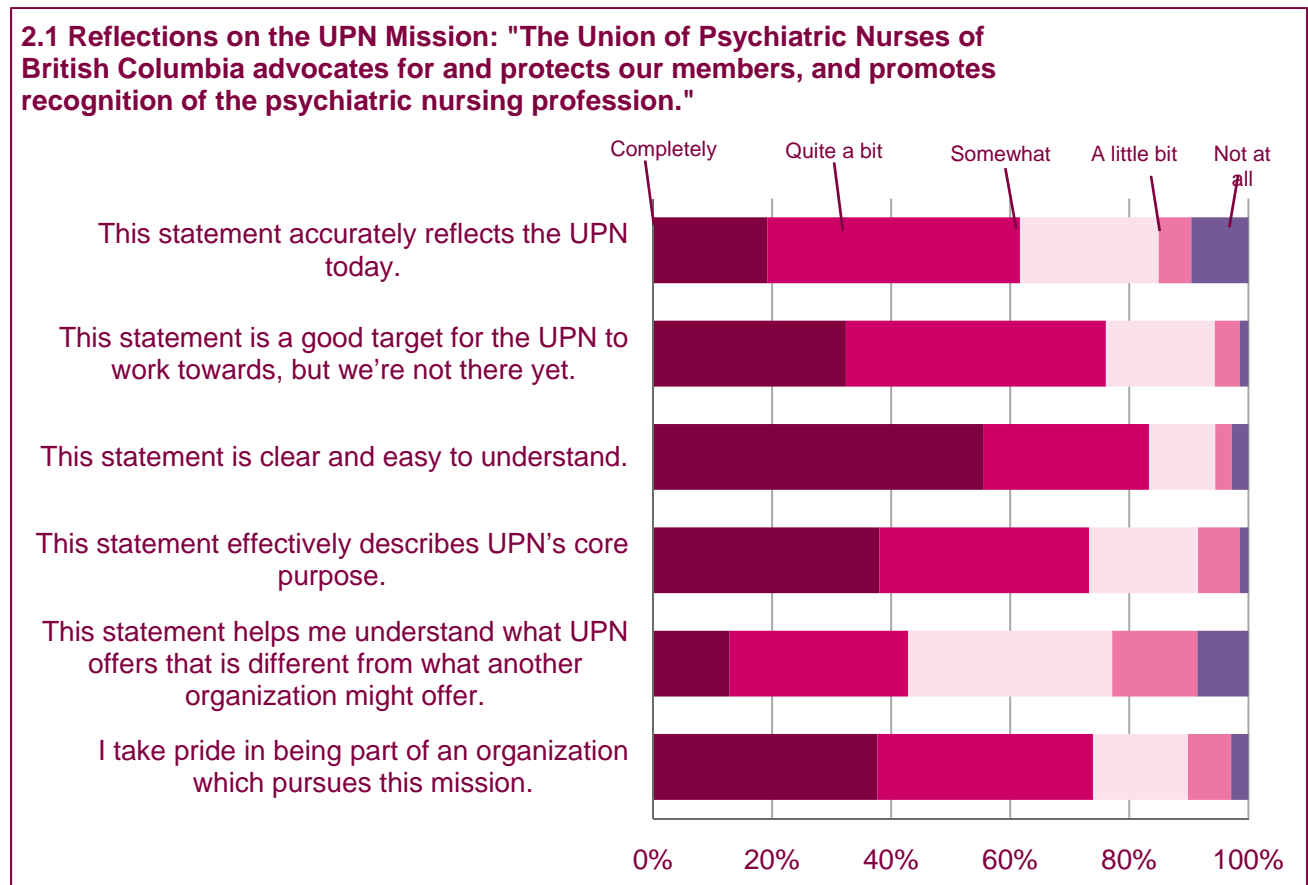 2.1 Reflections on the UPN Mission: "The Union of Psychiatric Nurses of
British Columbia advocates for and protects our members, and promotes
recognition of the psychiatric nursing profession."
Completely Quite a bit Somewhat A little bit Not at
all
This statement accurately reflects the UPN
today.
This statement is a good target for the UPN to
work towards, but we’re not there yet.
This statement is clear and easy to understand.
This statement effectively describes UPN’s core
purpose.
This statement helps me understand what UPN
offers that is different from what another
organization might offer.
I take pride in being part of an organization
which pursues this mission.
0% 20% 40% 60% 80% 100%